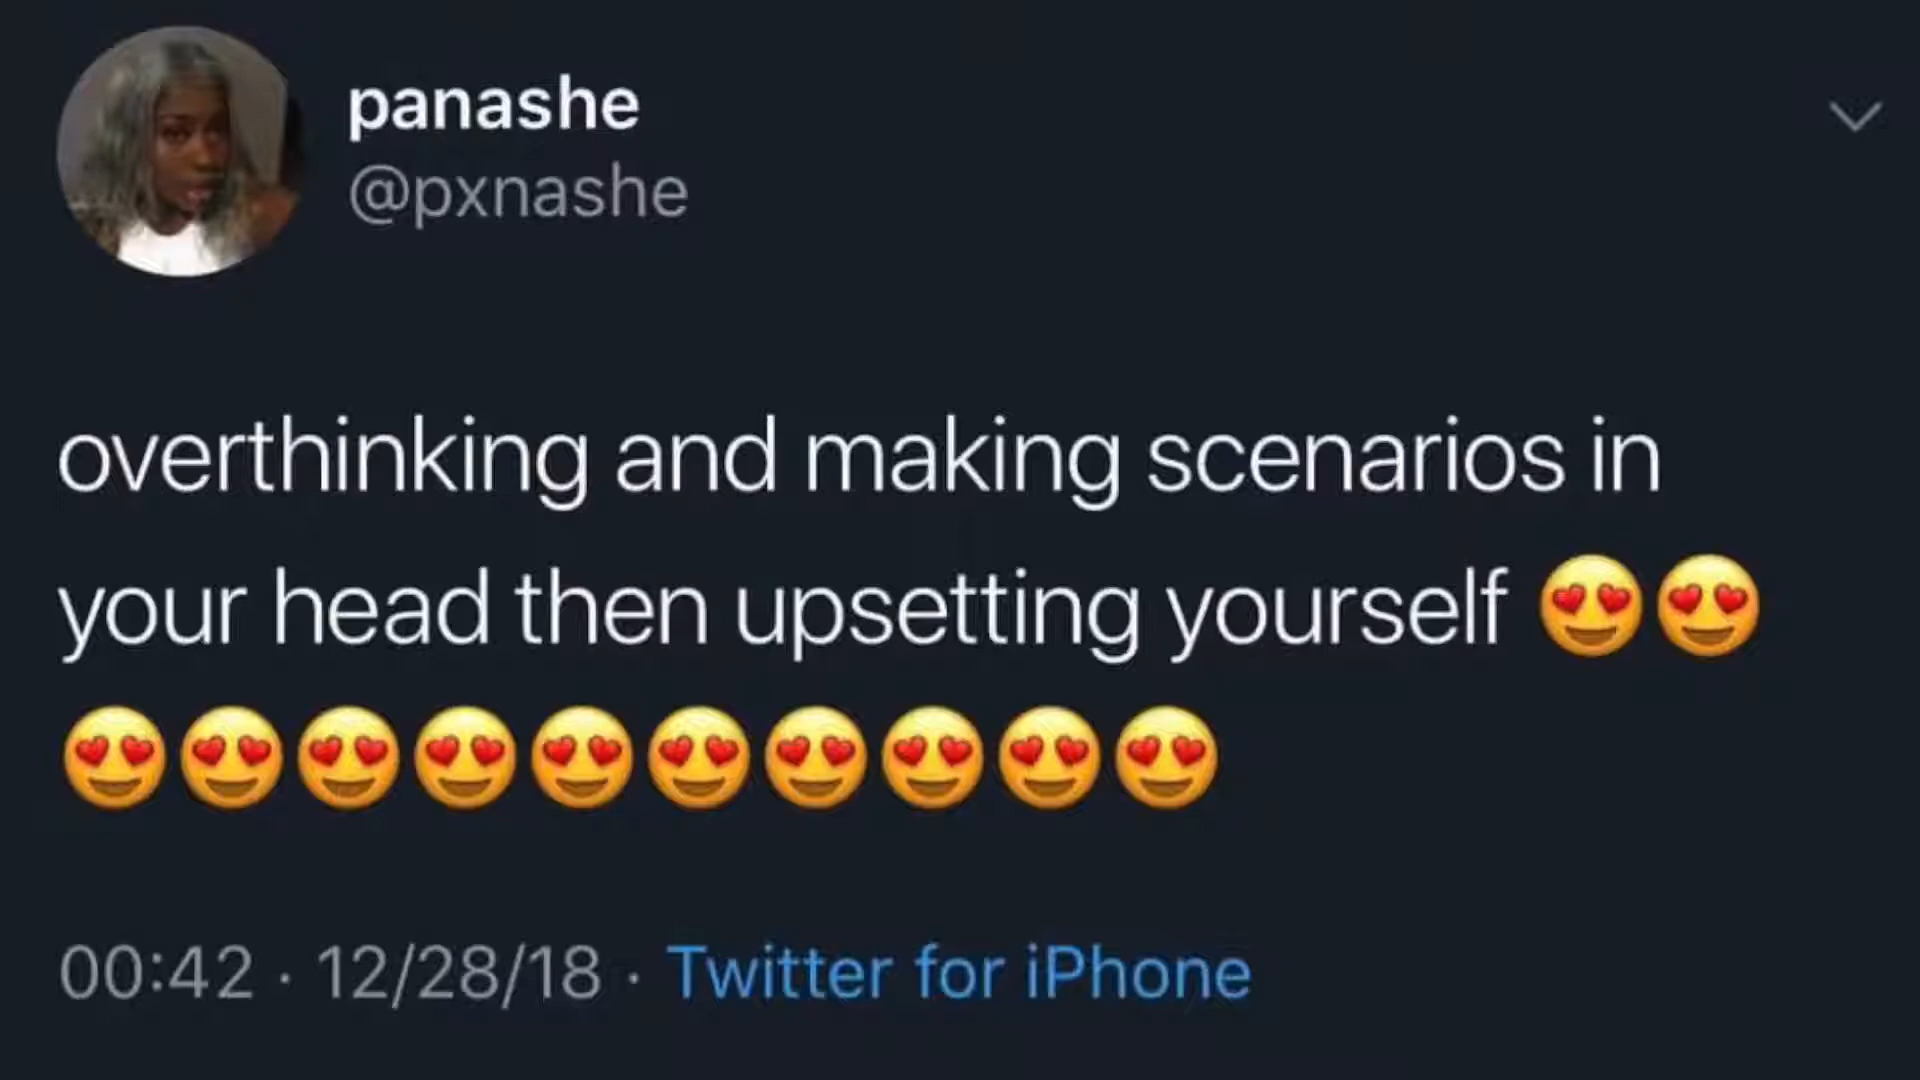 panashe
@pxnashe
overthinking and making scenarios in
your head then upsetting yourself 😍😍
😍😍😍😍😍😍😍😍😍😍
00:42 · 12/28/18 · Twitter for iPhone